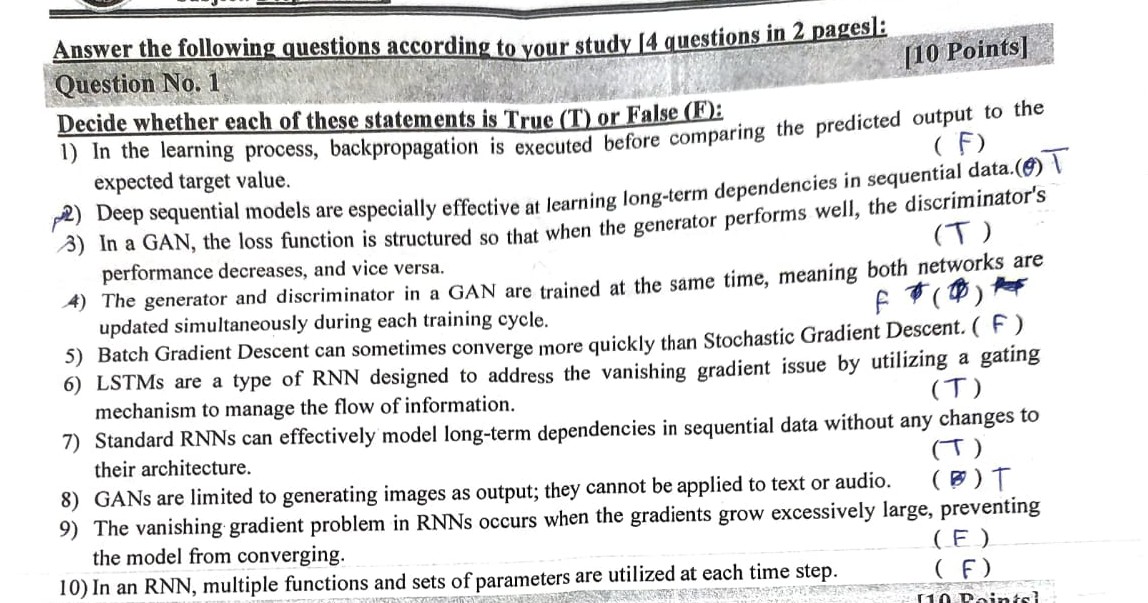 Answer the following questions according to your study [4 questions in 2 pages]:
Question No. 1 [10 Points]
Decide whether each of these statements is True (T) or False (F):
1) In the learning process, backpropagation is executed before comparing the predicted output to the
expected target value. ( F )
2) Deep sequential models are especially effective at learning long-term dependencies in sequential data.( ) T
3) In a GAN, the loss function is structured so that when the generator performs well, the discriminator's
performance decreases, and vice versa. ( T )
4) The generator and discriminator in a GAN are trained at the same time, meaning both networks are
updated simultaneously during each training cycle. F ( )
5) Batch Gradient Descent can sometimes converge more quickly than Stochastic Gradient Descent. ( F )
6) LSTMs are a type of RNN designed to address the vanishing gradient issue by utilizing a gating
mechanism to manage the flow of information. ( T )
7) Standard RNNs can effectively model long-term dependencies in sequential data without any changes to
their architecture. ( T )
8) GANs are limited to generating images as output; they cannot be applied to text or audio. ( ) T
9) The vanishing gradient problem in RNNs occurs when the gradients grow excessively large, preventing
the model from converging. ( F )
10) In an RNN, multiple functions and sets of parameters are utilized at each time step. ( F )
[10 Points]